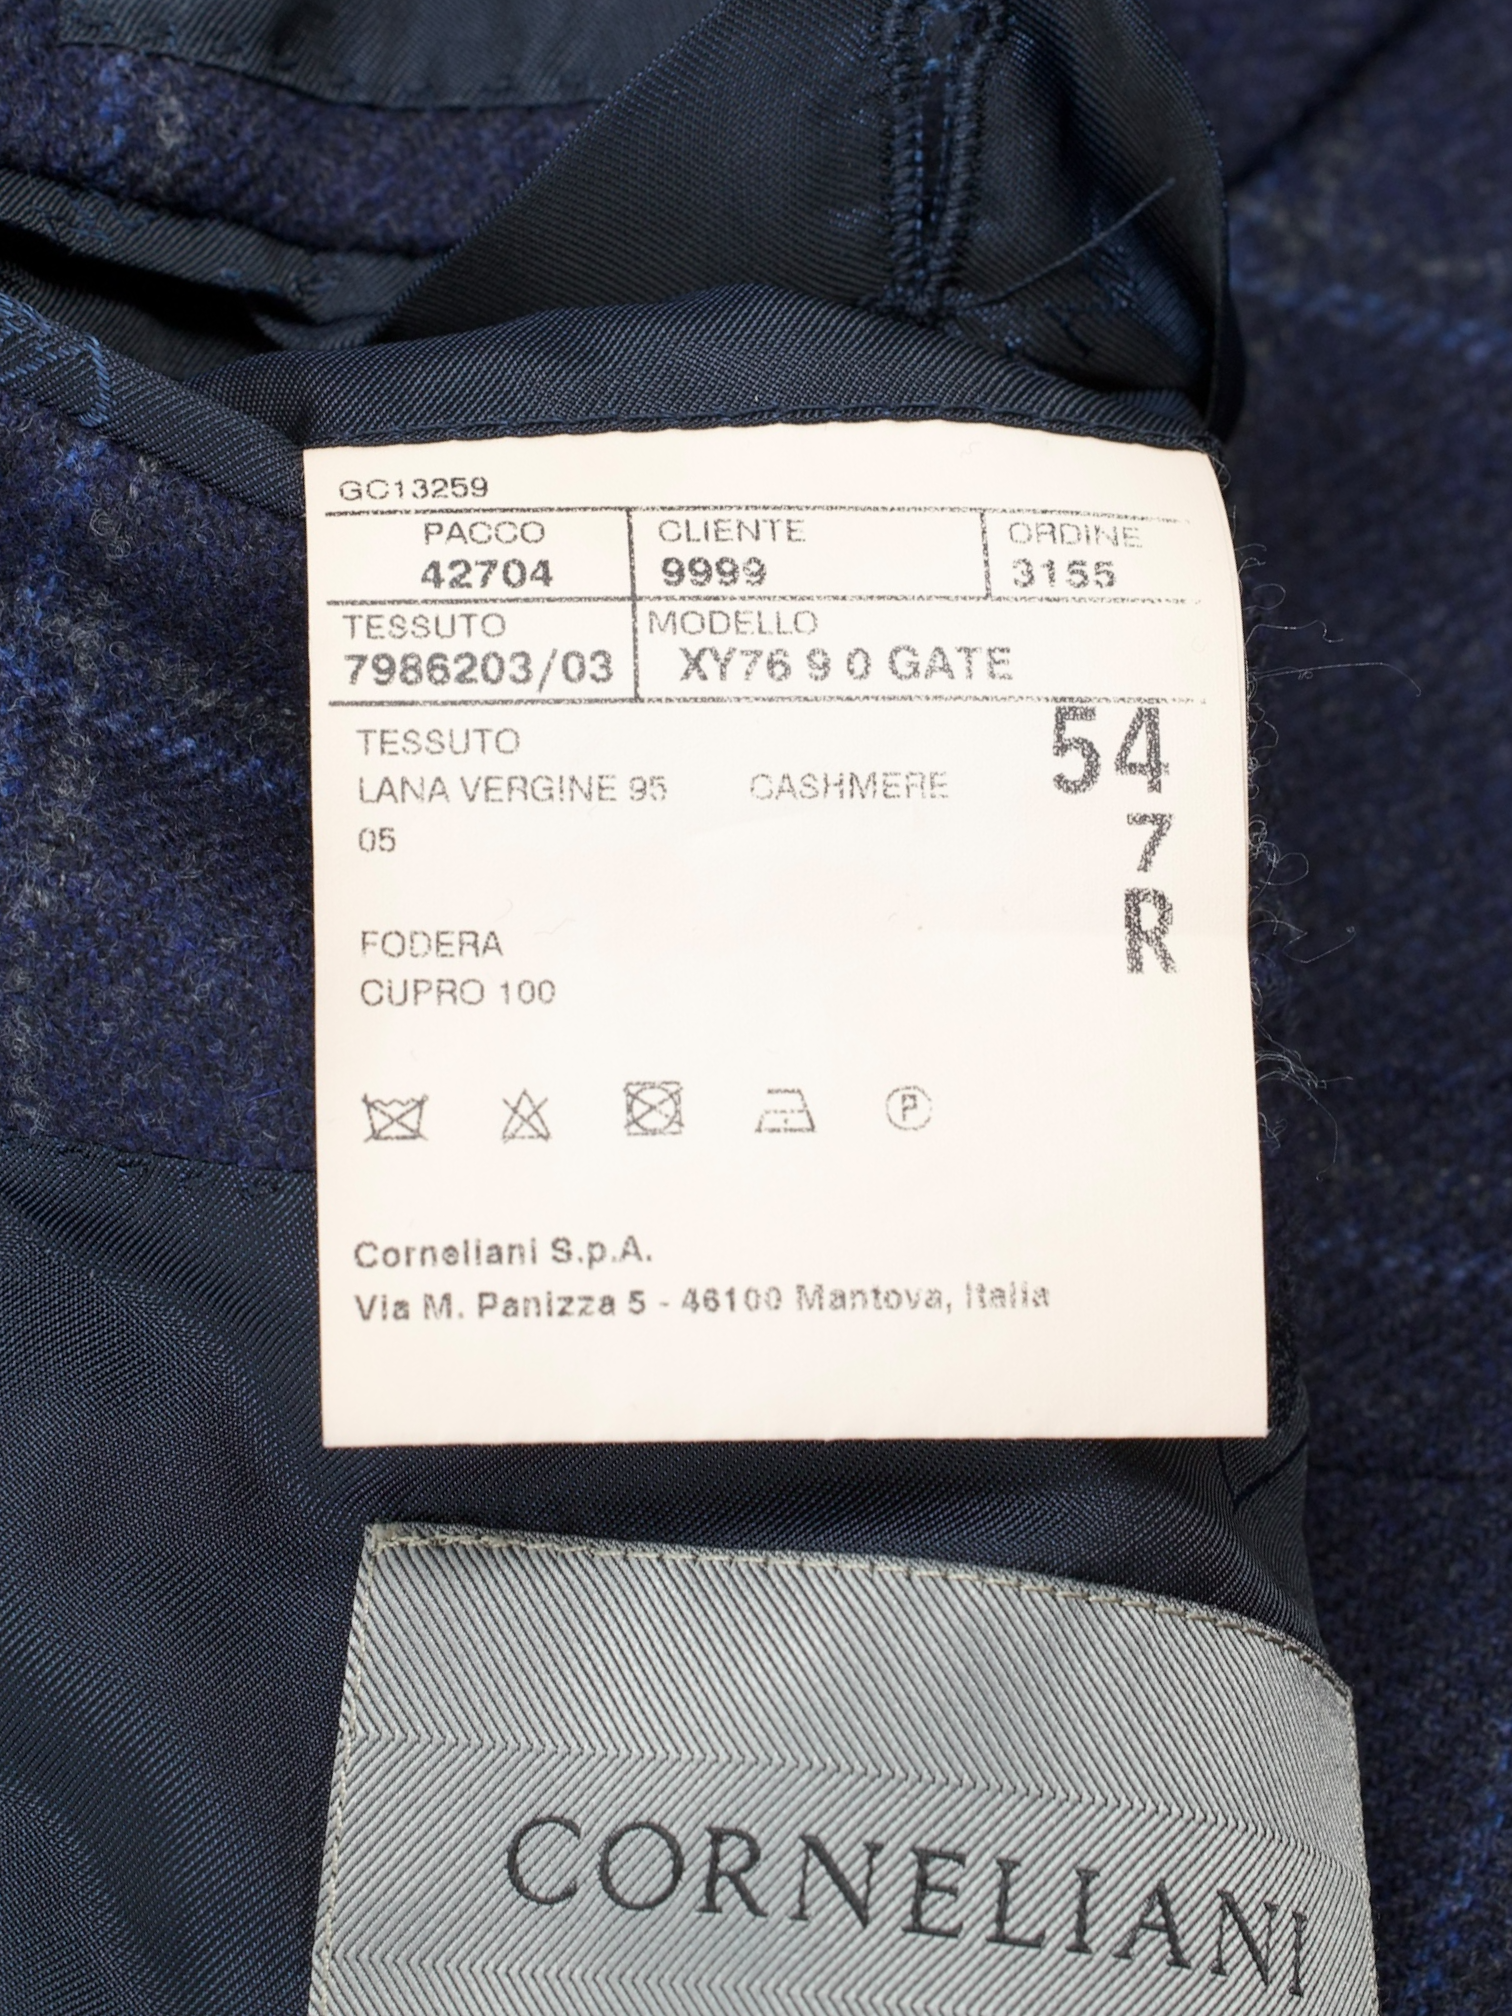 GC13259
PACCO CLIENTE ORDINE
42704 9999 3155
TESSUTO MODELLO
7986203/03 XY76 9 0 GATE
54
TESSUTO
LANA VERGINE 95 CASHMERE
05
7
R
FODERA
CUPRO 100
P
Corneliani S.p.A.
Via M. Panizza 5 - 46100 Mantova, Italia
CORNELIANI